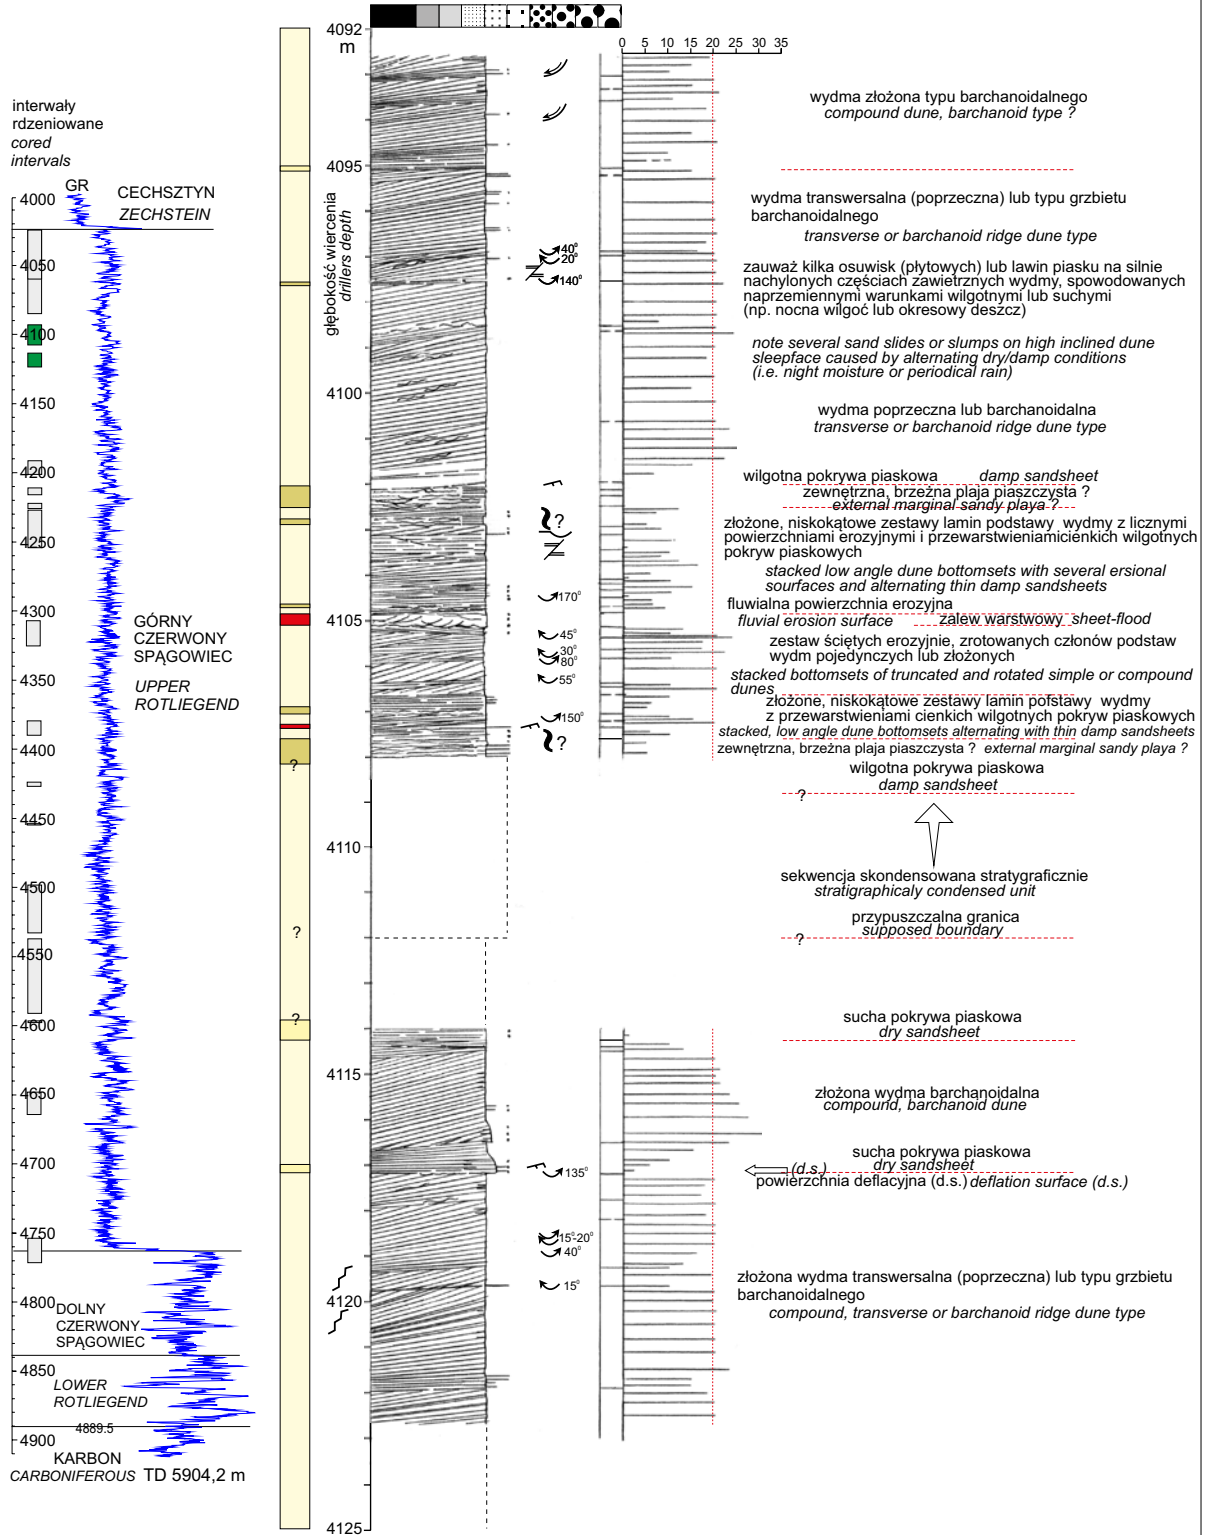 interwały
rdzeniowane
cored
intervals
GR
CECHSZTYN
ZECHSTEIN
4000
4050
4100
4150
4200
4250
4300
4350
4400
4450
4500
4550
4600
4650
4700
4750
4800
4850
4889.5
4900
GÓRNY
CZERWONY
SPĄGOWIEC
UPPER
ROTLIEGEND
DOLNY
CZERWONY
SPĄGOWIEC
LOWER
ROTLIEGEND
KARBON
CARBONIFEROUS TD 5904,2 m
?
?
?
głębokość wiercenia
drillers depth
4092
m
4095
4100
4105
4110
4115
4120
4125
40°
20°
140°
?
170°
45°
30°
80°
55°
150°
?
135°
15°-20°
40°
15°
0 5 10 15 20 25 30 35
wydma złożona typu barchanoidalnego
compound dune, barchanoid type ?
wydma transwersalna (poprzeczna) lub typu grzbietu
barchanoidalnego
transverse or barchanoid ridge dune type
zauważ kilka osuwisk (płytowych) lub lawin piasku na silnie
nachylonych częściach zawietrznych wydmy, spowodowanych
naprzemiennymi warunkami wilgotnymi lub suchymi
(np. nocna wilgoć lub okresowy deszcz)
note several sand slides or slumps on high inclined dune
sleepface caused by alternating dry/damp conditions
(i.e. night moisture or periodical rain)
wydma poprzeczna lub barchanoidalna
transverse or barchanoid ridge dune type
wilgotna pokrywa piaskowa damp sandsheet
zewnętrzna, brzeżna plaja piaszczysta ?
external marginal sandy playa ?
złożone, niskokątowe zestawy lamin podstawy wydmy z licznymi
powierzchniami erozyjnymi i przewarstwieniamicienkich wilgotnych
pokryw piaskowych
stacked low angle dune bottomsets with several ersional
sourfaces and alternating thin damp sandsheets
fluwialna powierzchnia erozyjna
fluvial erosion surface zalew warstwowy sheet-flood
zestaw ściętych erozyjnie, zrotowanych członów podstaw
wydm pojedynczych lub złożonych
stacked bottomsets of truncated and rotated simple or compound
dunes
złożone, niskokątowe zestawy lamin pofstawy wydmy
z przewarstwieniami cienkich wilgotnych pokryw piaskowych
stacked, low angle dune bottomsets alternating with thin damp sandsheets
zewnętrzna, brzeżna plaja piaszczysta ? external marginal sandy playa ?
wilgotna pokrywa piaskowa
damp sandsheet
?
sekwencja skondensowana stratygraficznie
stratigraphicaly condensed unit
przypuszczalna granica
supposed boundary
?
sucha pokrywa piaskowa
dry sandsheet
złożona wydma barchanoidalna
compound, barchanoid dune
sucha pokrywa piaskowa
dry sandsheet
(d.s.)
powierzchnia deflacyjna (d.s.) deflation surface (d.s.)
złożona wydma transwersalna (poprzeczna) lub typu grzbietu
barchanoidalnego
compound, transverse or barchanoid ridge dune type